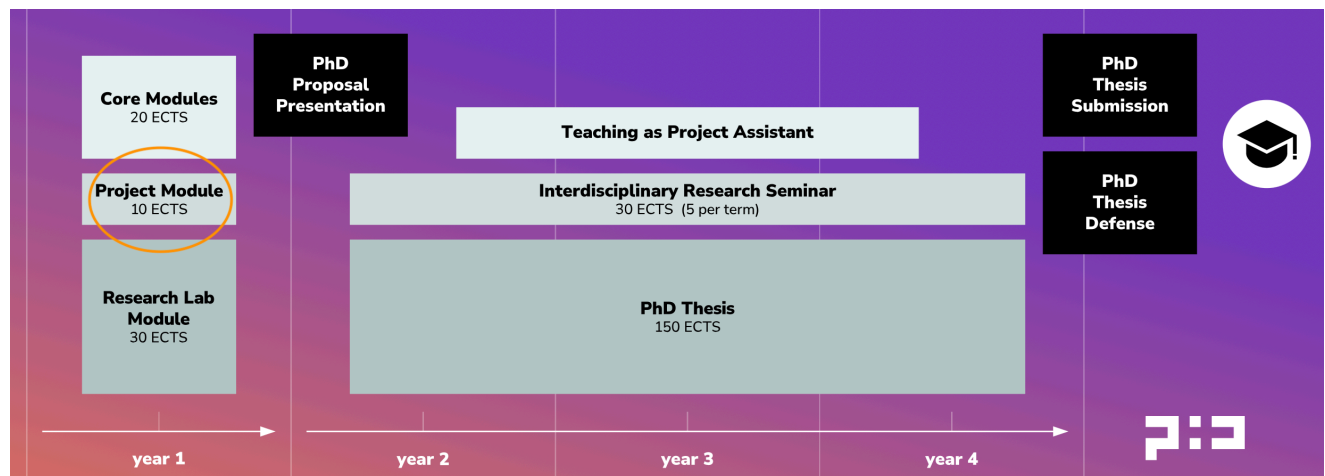 Core Modules
20 ECTS
Project Module
10 ECTS
Research Lab
Module
30 ECTS
PhD
Proposal
Presentation
Teaching as Project Assistant
Interdisciplinary Research Seminar
30 ECTS (5 per term)
PhD Thesis
150 ECTS
PhD
Thesis
Submission
PhD
Thesis
Defense
year 1
year 2
year 3
year 4